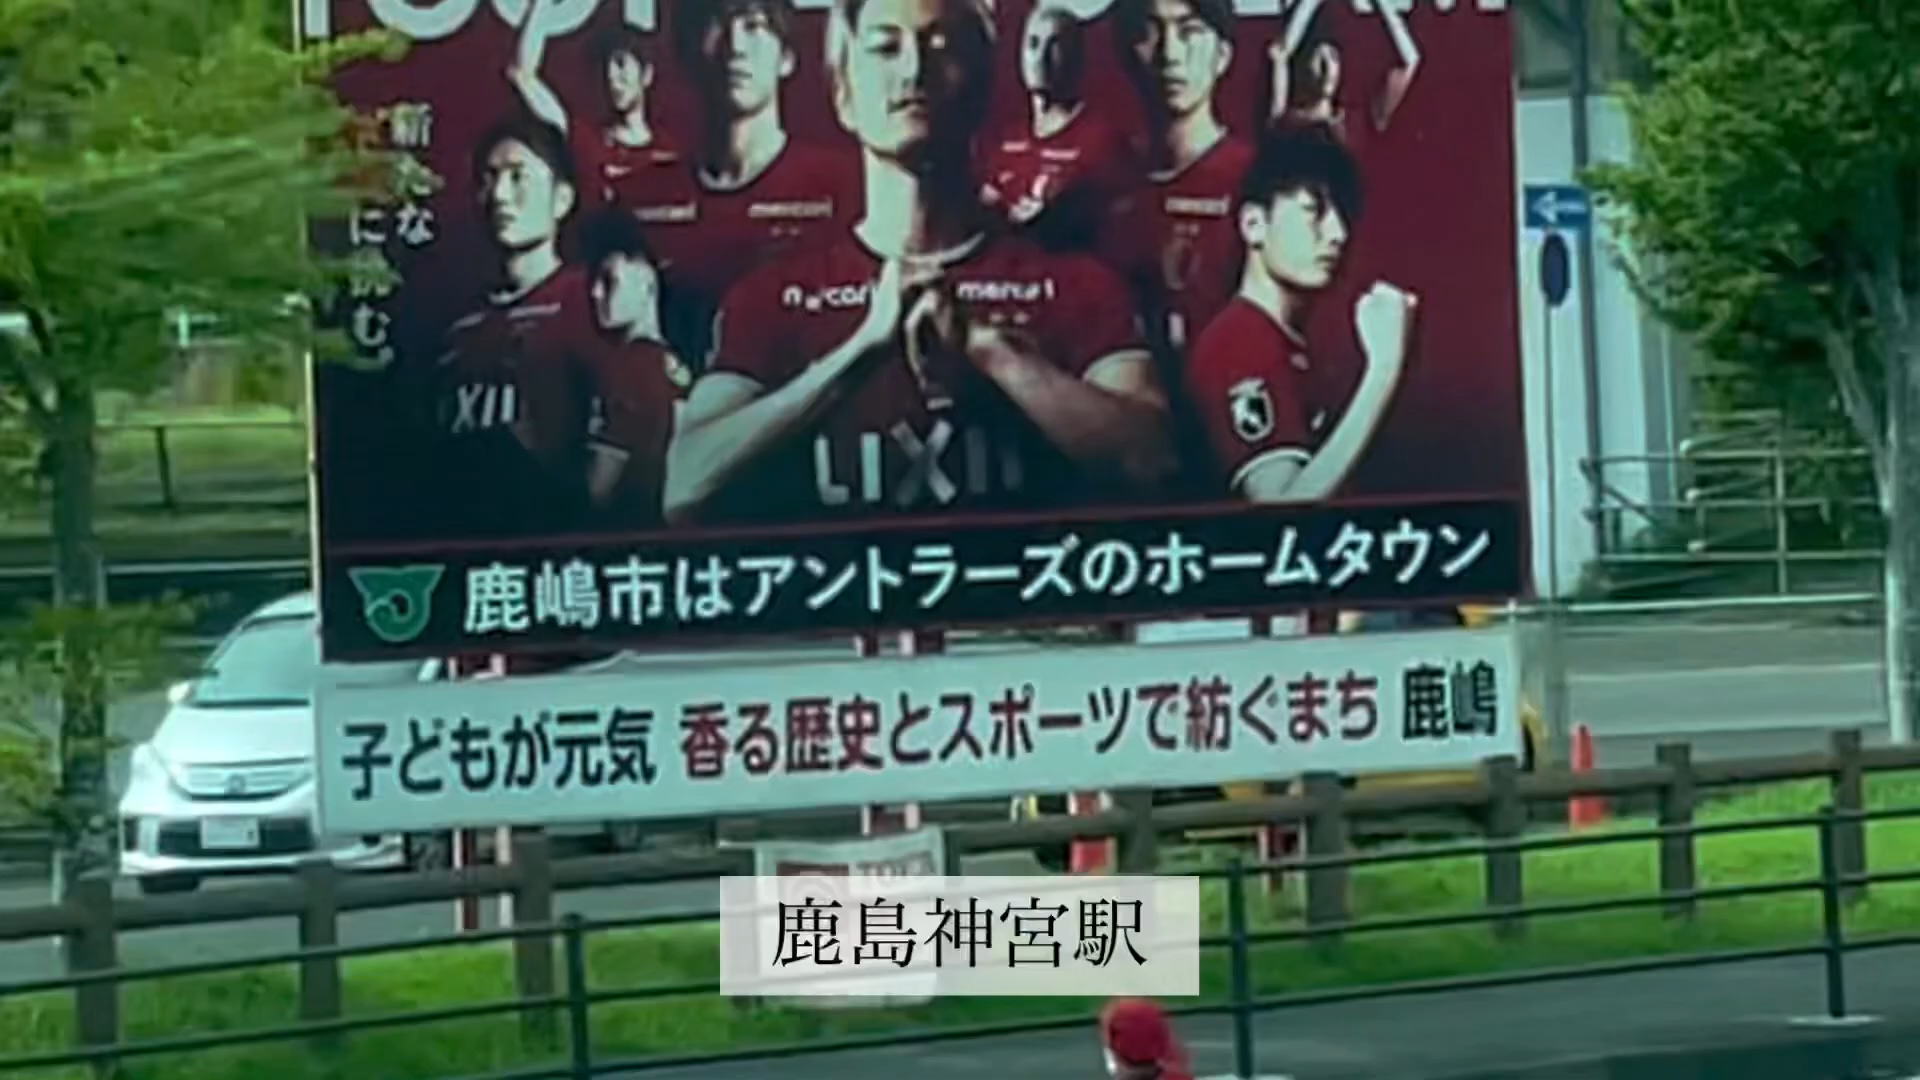 新たな
に挑む。
mercari
mercari
mercari
LIXIL
鹿嶋市はアントラーズのホームタウン
子どもが元気 香る歴史とスポーツで紡ぐまち 鹿嶋
鹿島神宮駅